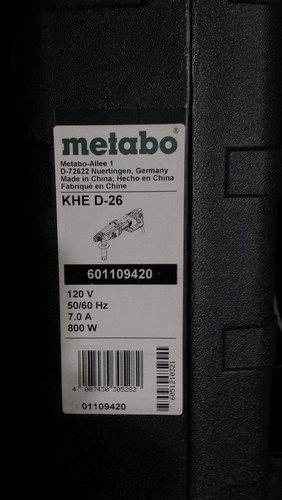 metabo®
Metabo-Allee 1
D-72622 Nuertingen, Germany
Made in China; Hecho en China
Fabriqué en Chine
KHE D-26
601109420
120 V
50/60 Hz
7.0 A
800 W
4 007430 305282
01109420
6051210321